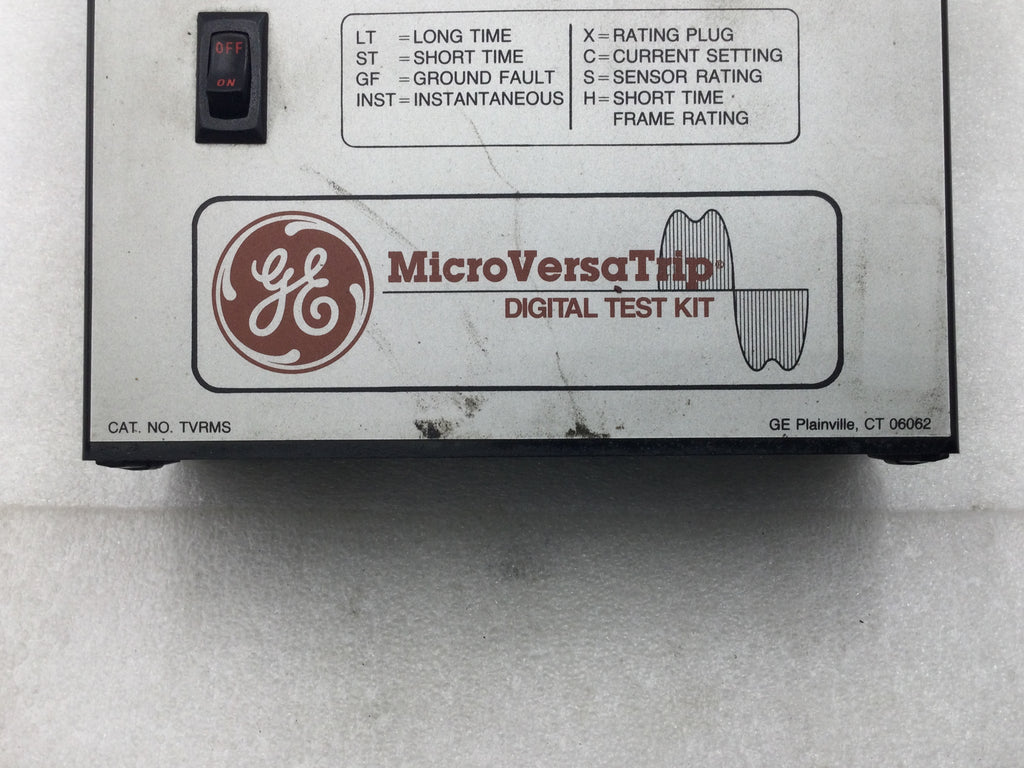 OFF
ON
LT = LONG TIME
ST = SHORT TIME
GF = GROUND FAULT
INST = INSTANTANEOUS
X = RATING PLUG
C = CURRENT SETTING
S = SENSOR RATING
H = SHORT TIME
FRAME RATING
GE
MicroVersaTrip®
DIGITAL TEST KIT
CAT. NO. TVRMS
GE Plainville, CT 06062